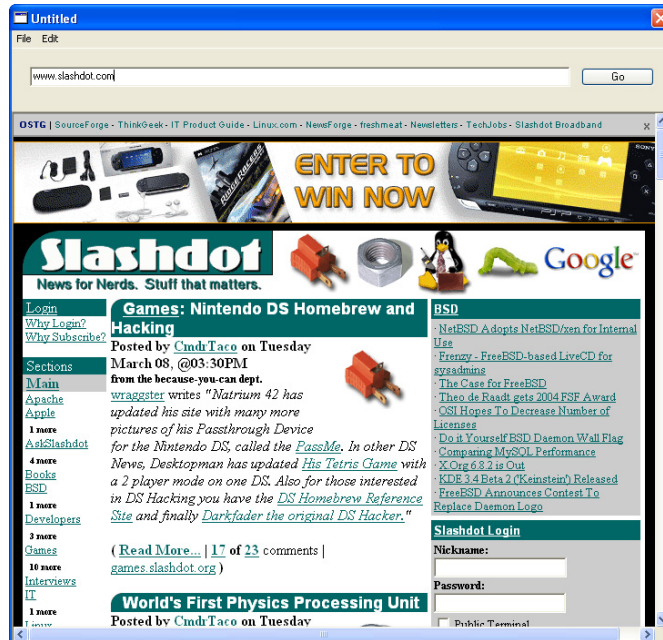 Untitled
File Edit
www.slashdot.com
Go
OSTG | SourceForge - ThinkGeek - IT Product Guide - Linux.com - NewsForge - freshmeat - Newsletters - TechJobs - Slashdot Broadband x
RIDGE RACERS
ENTER TO
WIN NOW
SONY
Slashdot
News for Nerds. Stuff that matters.
Google
Login
Why Login?
Why Subscribe?
Sections
Main
Apache
Apple
1 more
AskSlashdot
4 more
Books
BSD
1 more
Developers
3 more
Games
10 more
Interviews
IT
1 more
Linux
Games: Nintendo DS Homebrew and
Hacking
Posted by CmdrTaco on Tuesday
March 08, @03:30PM
from the because-you-can dept.
wraggster writes "Natrium 42 has
updated his site with many more
pictures of his Passthrough Device
for the Nintendo DS, called the PassMe. In other DS
News, Desktopman has updated His Tetris Game with
a 2 player mode on one DS. Also for those interested
in DS Hacking you have the DS Homebrew Reference
Site and finally Darkfader the original DS Hacker."
( Read More... | 17 of 23 comments |
games.slashdot.org )
World's First Physics Processing Unit
Posted by CmdrTaco on Tuesday
BSD
· NetBSD Adopts NetBSD/xen for Internal
Use
· Frenzy - FreeBSD-based LiveCD for
sysadmins
· The Case for FreeBSD
· Theo de Raadt gets 2004 FSF Award
· OSI Hopes To Decrease Number of
Licenses
· Do it Yourself BSD Daemon Wall Flag
· Comparing MySQL Performance
· X.Org 6.8.2 is Out
· KDE 3.4 Beta 2 ('Keinstein') Released
· FreeBSD Announces Contest To
Replace Daemon Logo
Slashdot Login
Nickname:
Password:
Public Terminal